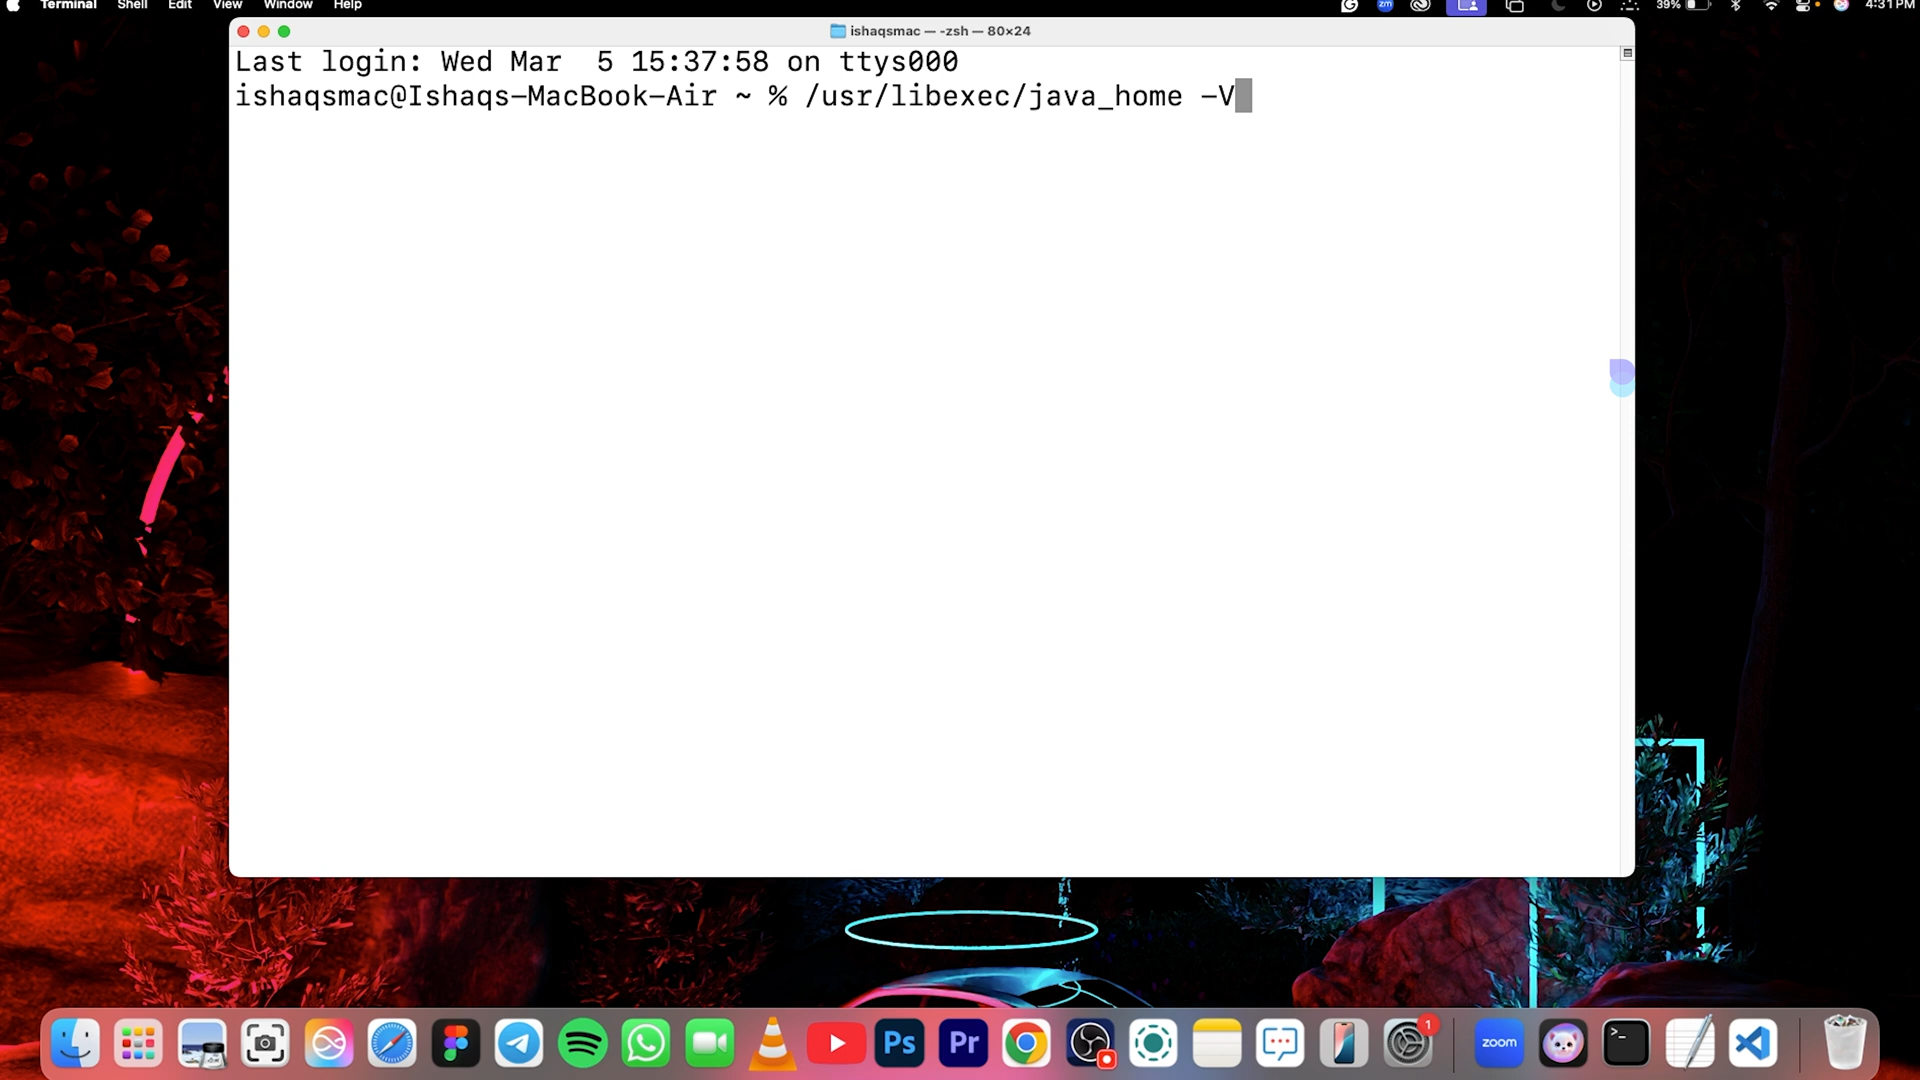 Terminal Shell Edit View Window Help zm 39% 4:31 PM
ishaqsmac — -zsh — 80×24
Last login: Wed Mar  5 15:37:58 on ttys000
ishaqsmac@Ishaqs-MacBook-Air ~ % /usr/libexec/java_home -V
Ps Pr 1 zoom >_